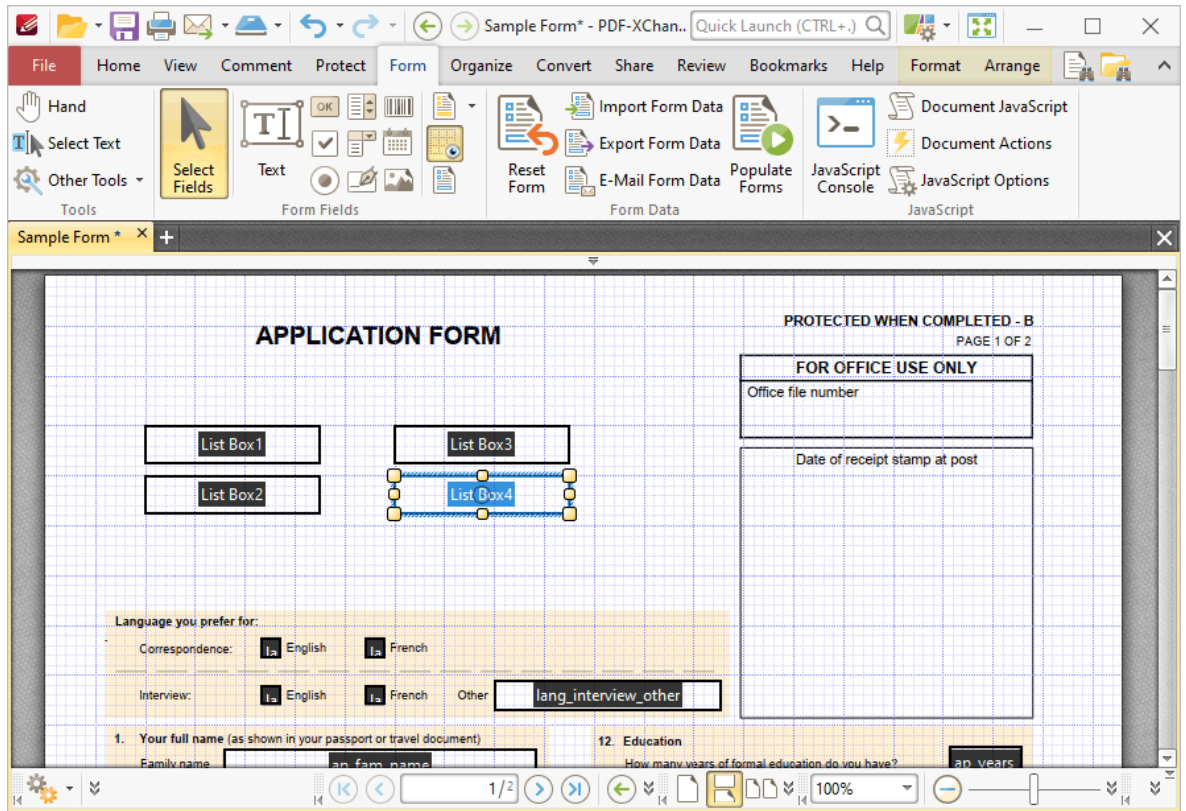 Sample Form* - PDF-XChan..
Quick Launch (CTRL+.)
File Home View Comment Protect Form Organize Convert Share Review Bookmarks Help Format Arrange
Hand
Select Text
Other Tools
Tools
Select Fields
Text
OK
Form Fields
Reset Form
Import Form Data
Export Form Data
E-Mail Form Data
Populate Forms
Form Data
JavaScript Console
Document JavaScript
Document Actions
JavaScript Options
JavaScript
Sample Form *
APPLICATION FORM
PROTECTED WHEN COMPLETED - B
PAGE 1 OF 2
FOR OFFICE USE ONLY
Office file number
Date of receipt stamp at post
List Box1
List Box3
List Box2
List Box4
Language you prefer for:
Correspondence: la English la French
Interview: la English la French Other lang_interview_other
1. Your full name (as shown in your passport or travel document)
Family name ap_fam_name
12. Education
How many years of formal education do you have? ap_years
1/2
100%